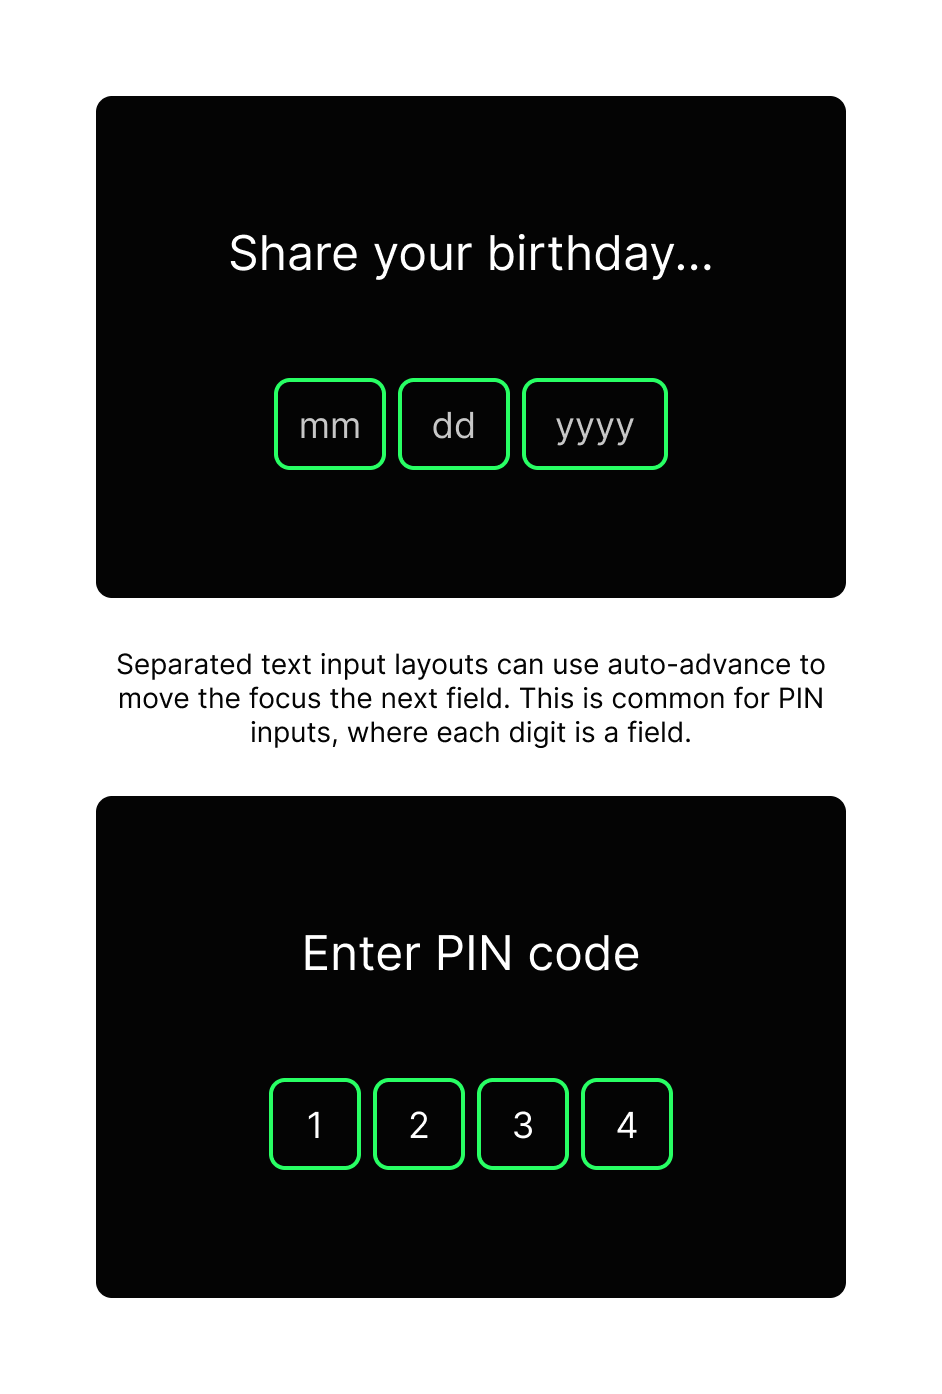 Share your birthday...
mm dd yyyy
Separated text input layouts can use auto-advance to
move the focus the next field. This is common for PIN
inputs, where each digit is a field.
Enter PIN code
1 2 3 4